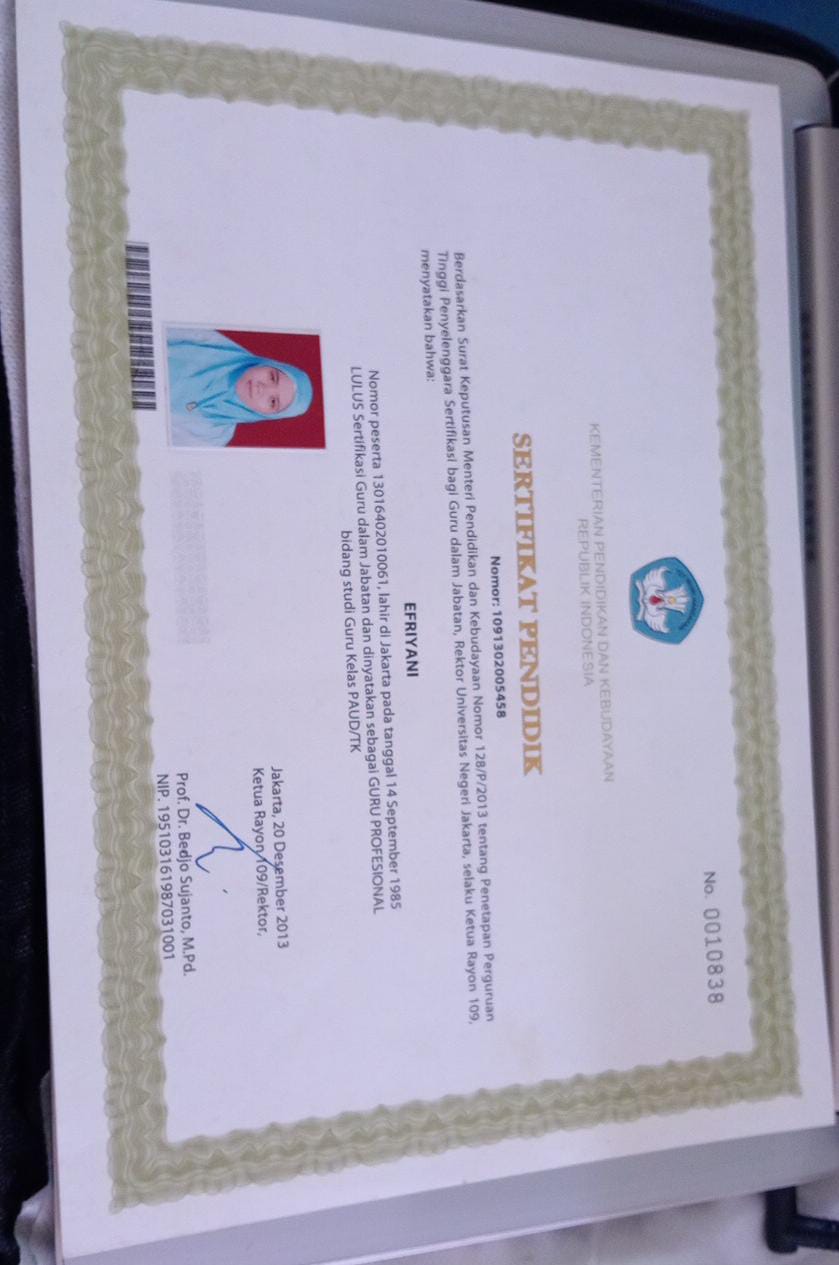 No. 0010838
KEMENTERIAN PENDIDIKAN DAN KEBUDAYAAN
REPUBLIK INDONESIA
SERTIFIKAT PENDIDIK
Nomor: 1091302005458
Berdasarkan Surat Keputusan Menteri Pendidikan dan Kebudayaan Nomor 128/P/2013 tentang Penetapan Perguruan
Tinggi Penyelenggara Sertifikasi bagi Guru dalam Jabatan, Rektor Universitas Negeri Jakarta, selaku Ketua Rayon 109,
menyatakan bahwa:
EFRIYANI
Nomor peserta 13016402010061, lahir di Jakarta pada tanggal 14 September 1985
LULUS Sertifikasi Guru dalam Jabatan dan dinyatakan sebagai GURU PROFESIONAL
bidang studi Guru Kelas PAUD/TK
Jakarta, 20 Desember 2013
Ketua Rayon 109/Rektor,
Prof. Dr. Bedjo Sujanto, M.Pd.
NIP. 195103161987031001